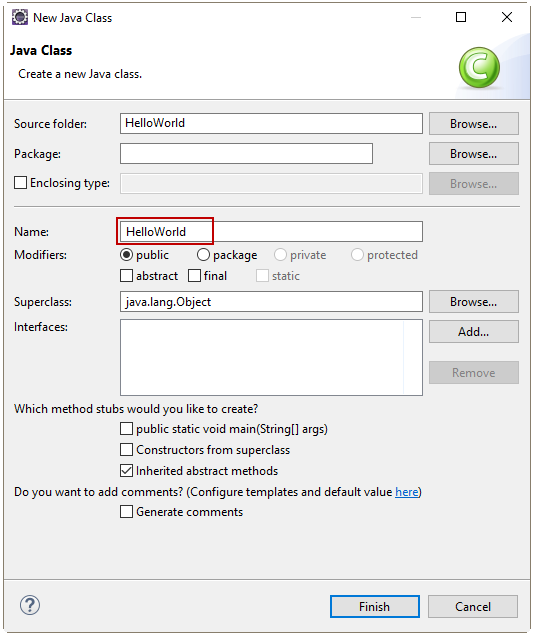 New Java Class
Java Class
Create a new Java class.
C
Source folder: HelloWorld Browse...
Package: Browse...
Enclosing type: Browse...
Name: HelloWorld
Modifiers: public package private protected
abstract final static
Superclass: java.lang.Object Browse...
Interfaces: Add...
Remove
Which method stubs would you like to create?
public static void main(String[] args)
Constructors from superclass
Inherited abstract methods
Do you want to add comments? (Configure templates and default value here)
Generate comments
? Finish Cancel